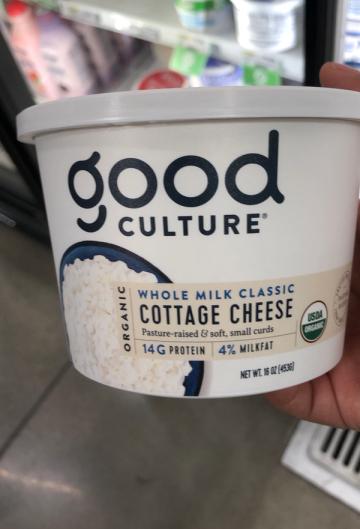 good
CULTURE®
ORGANIC
WHOLE MILK CLASSIC
COTTAGE CHEESE
Pasture-raised & soft, small curds
14G PROTEIN | 4% MILKFAT
USDA
ORGANIC
NET WT. 16 OZ (453G)